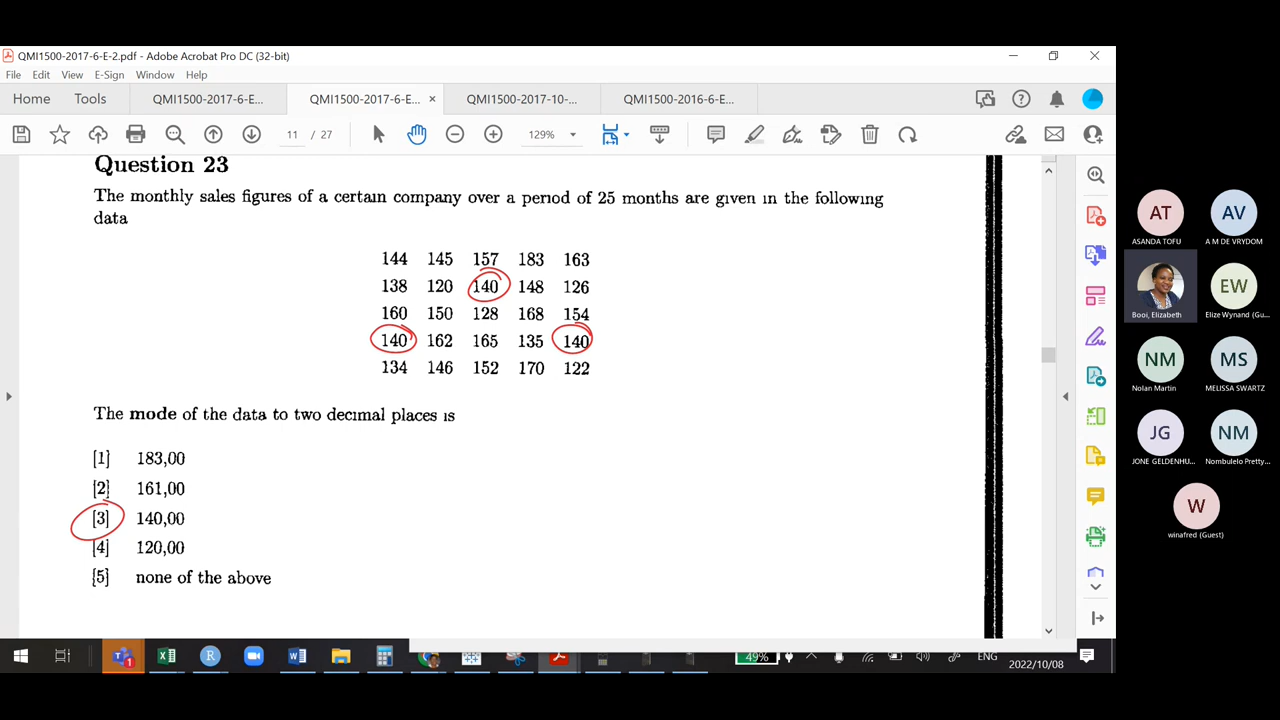 QMI1500-2017-6-E-2.pdf - Adobe Acrobat Pro DC (32-bit)
File Edit View E-Sign Window Help
Home Tools QMI1500-2017-6-E... QMI1500-2017-6-E... × QMI1500-2017-10-... QMI1500-2016-6-E...
11 / 27 129%
Question 23
The monthly sales figures of a certain company over a period of 25 months are given in the following
data
144 145 157 183 163
138 120 140 148 126
160 150 128 168 154
140 162 165 135 140
134 146 152 170 122
The mode of the data to two decimal places is
[1] 183,00
[2] 161,00
[3] 140,00
[4] 120,00
[5] none of the above
AT AV
ASANDA TOFU A M DE VRYDOM
EW
Booi, Elizabeth Elize Wynand (Gu...
NM MS
Nolan Martin MELISSA SWARTZ
JG NM
JONE GELDENHU... Nombulelo Pretty...
W
winafred (Guest)
49% ENG
2022/10/08